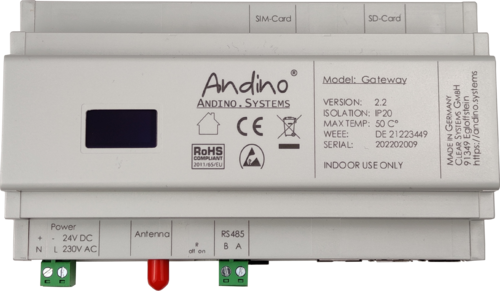 SIM-Card
SD-Card
Andino®
ANDINO.SYSTEMS
CE
RoHS
COMPLIANT
2011/65/EU
Model: Gateway
VERSION: 2.2
ISOLATION: IP20
MAX TEMP: 50 C°
WEEE: DE 21223449
SERIAL: 202202009
INDOOR USE ONLY
MADE IN GERMANY
CLEAR SYSTEMS GMBH
91349 Egloffstein
https://andino.systems
Power
+ - 24V DC
N L 230V AC
Antenna
off on
RS485
B A